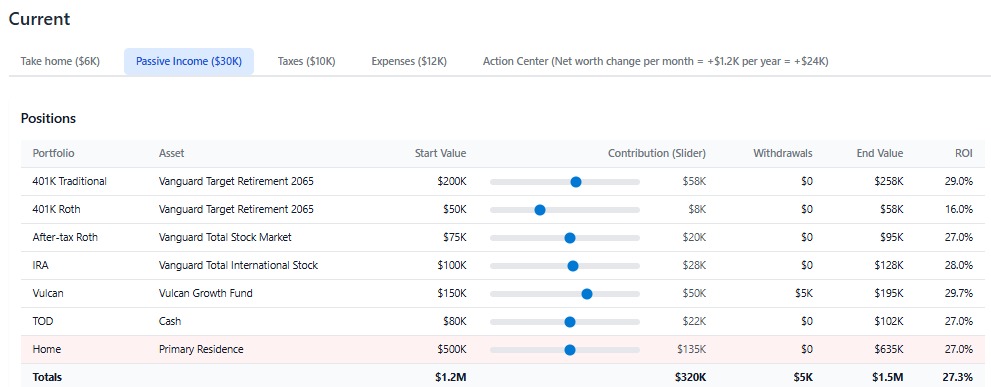 Current
Take home ($6K) Passive Income ($30K) Taxes ($10K) Expenses ($12K) Action Center (Net worth change per month = +$1.2K per year = +$24K)
Positions
Portfolio Asset Start Value Contribution (Slider) Withdrawals End Value ROI
401K Traditional Vanguard Target Retirement 2065 $200K $58K $0 $258K 29.0%
401K Roth Vanguard Target Retirement 2065 $50K $8K $0 $58K 16.0%
After-tax Roth Vanguard Total Stock Market $75K $20K $0 $95K 27.0%
IRA Vanguard Total International Stock $100K $28K $0 $128K 28.0%
Vulcan Vulcan Growth Fund $150K $50K $5K $195K 29.7%
TOD Cash $80K $22K $0 $102K 27.0%
Home Primary Residence $500K $135K $0 $635K 27.0%
Totals $1.2M $320K $5K $1.5M 27.3%